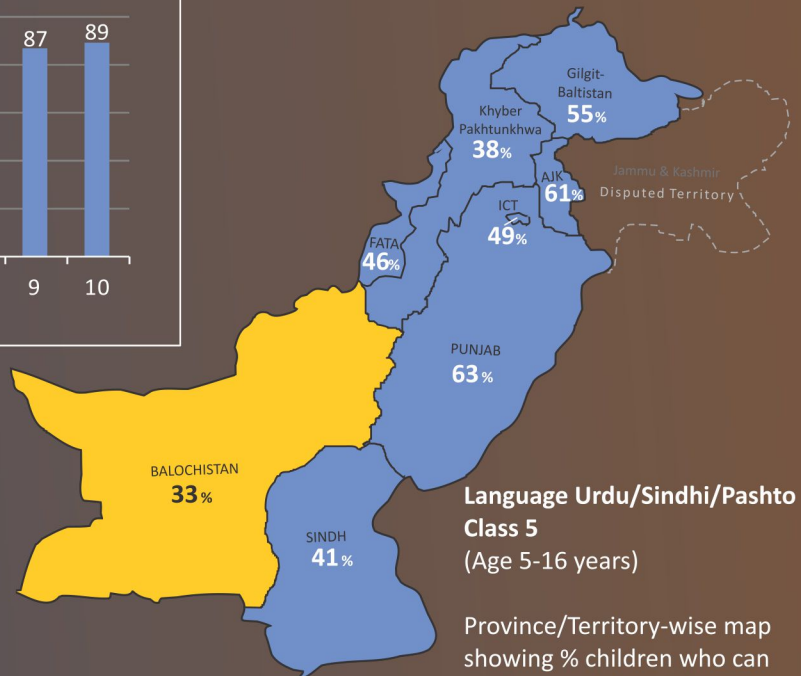 87
89
9
10
Gilgit-
Baltistan
55%
Khyber
Pakhtunkhwa
38%
Jammu & Kashmir
Disputed Territory
AJK
61%
ICT
49%
FATA
46%
PUNJAB
63%
BALOCHISTAN
33%
SINDH
41%
Language Urdu/Sindhi/Pashto
Class 5
(Age 5-16 years)
Province/Territory-wise map
showing % children who can